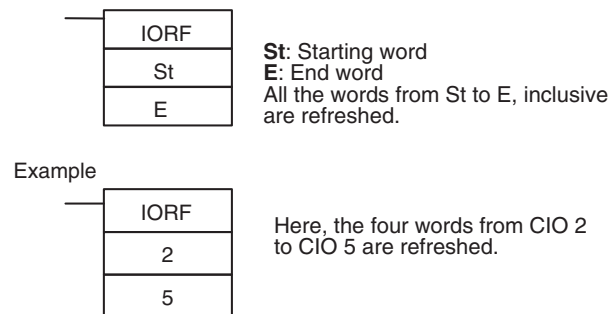 IORF
St
E
St: Starting word
E: End word
All the words from St to E, inclusive
are refreshed.
Example
IORF
2
5
Here, the four words from CIO 2
to CIO 5 are refreshed.